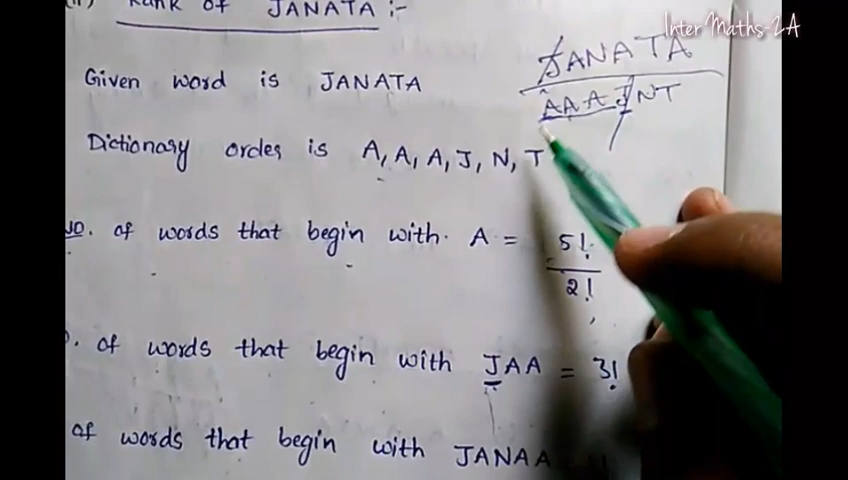 Rank of JANATA :-
Inter Maths-2A
JANATA
Given word is JANATA
AAAJNT
Dictionary order is A, A, A, J, N, T
NO. of words that begin with A = 5!
2!
of words that begin with JAA = 3!
of words that begin with JANAA